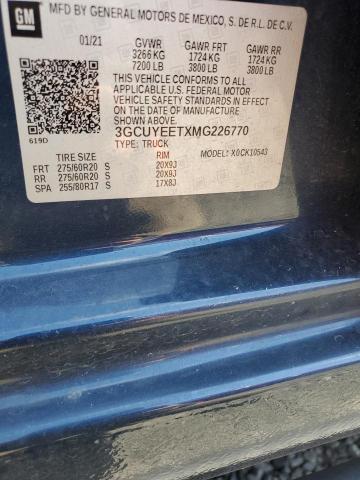 GM
MFD BY GENERAL MOTORS DE MEXICO, S. DE R.L. DE C.V.
01/21 GVWR GAWR FRT GAWR RR
3266 KG 1724 KG 1724 KG
7200 LB 3800 LB 3800 LB
THIS VEHICLE CONFORMS TO ALL APPLICABLE
U.S. FEDERAL MOTOR VEHICLE SAFETY
STANDARDS IN EFFECT ON THE DATE OF
MANUFACTURE SHOWN ABOVE.
3GCUYEETXMG226770
619D TYPE: TRUCK MODEL: X0CK10543
TIRE SIZE RIM
FRT 275/60R20 S 20X9J
RR 275/60R20 S 20X9J
SPA 255/80R17 S 17X8J